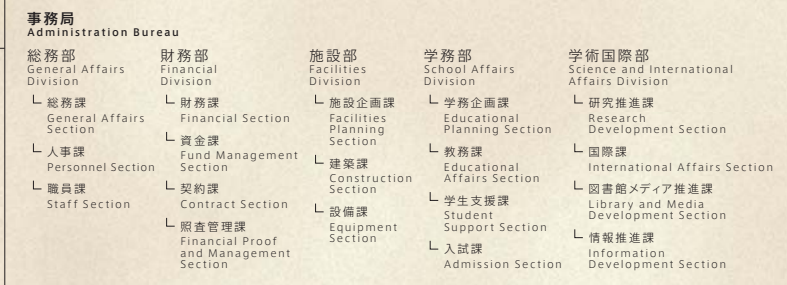 事務局
Administration Bureau
総務部
General Affairs
Division
総務課
General Affairs
Section
人事課
Personnel Section
職員課
Staff Section
財務部
Financial
Division
財務課
Financial Section
資金課
Fund Management
Section
契約課
Contract Section
照査管理課
Financial Proof
and Management
Section
施設部
Facilities
Division
施設企画課
Facilities
Planning
Section
建築課
Construction
Section
設備課
Equipment
Section
学務部
School Affairs
Division
学務企画課
Educational
Planning Section
教務課
Educational
Affairs Section
学生支援課
Student
Support Section
入試課
Admission Section
学術国際部
Science and International
Affairs Division
研究推進課
Research
Development Section
国際課
International Affairs Section
図書館メディア推進課
Library and Media
Development Section
情報推進課
Information
Development Section